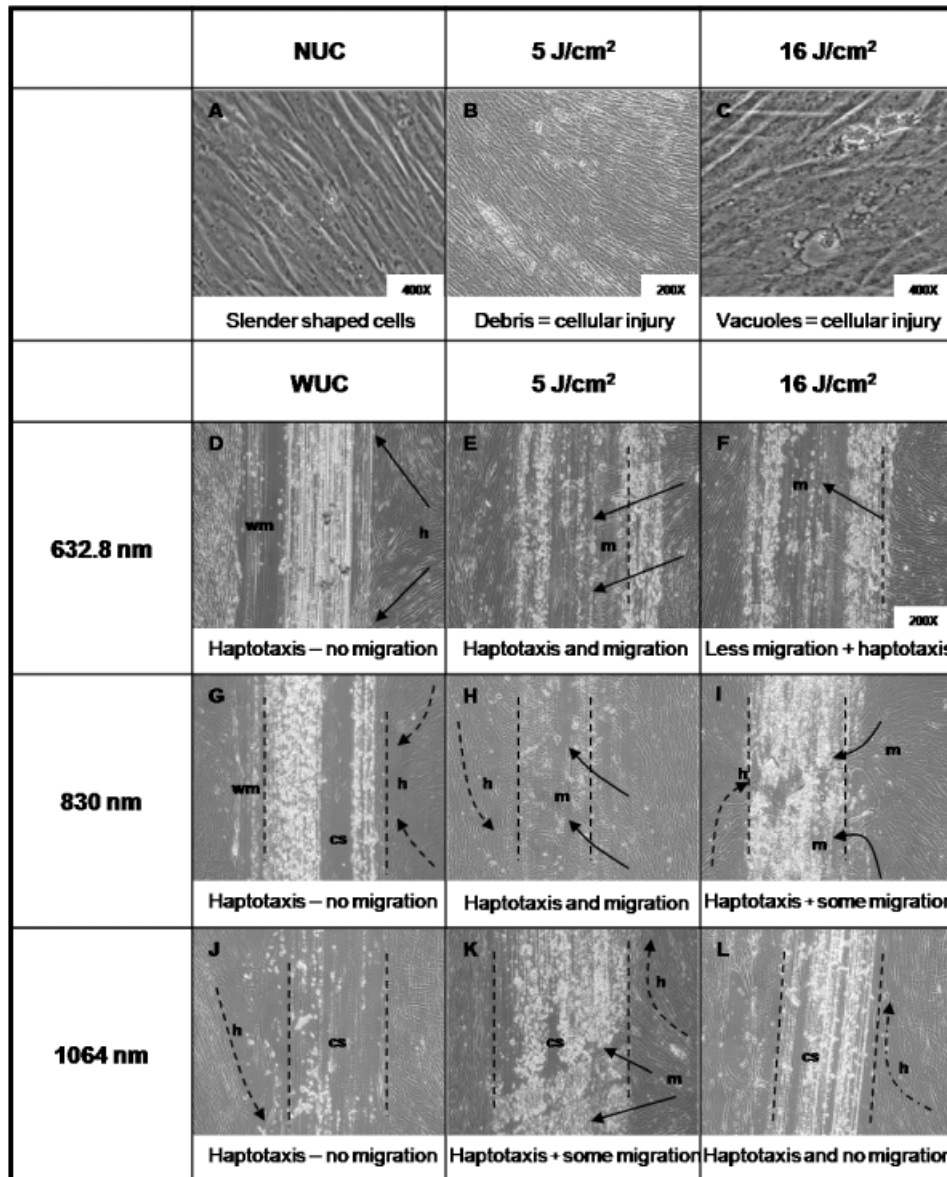 NUC 5 J/cm² 16 J/cm²
A B C
400X 200X 400X
Slender shaped cells Debris = cellular injury Vacuoles = cellular injury
WUC 5 J/cm² 16 J/cm²
632.8 nm
D wm h
E m
F m
200X
Haptotaxis – no migration Haptotaxis and migration Less migration + haptotaxis
830 nm
G wm cs h
H h m
I h m m
Haptotaxis – no migration Haptotaxis and migration Haptotaxis + some migration
1064 nm
J h cs
K cs h m
L cs h
Haptotaxis – no migration Haptotaxis + some migration Haptotaxis and no migration